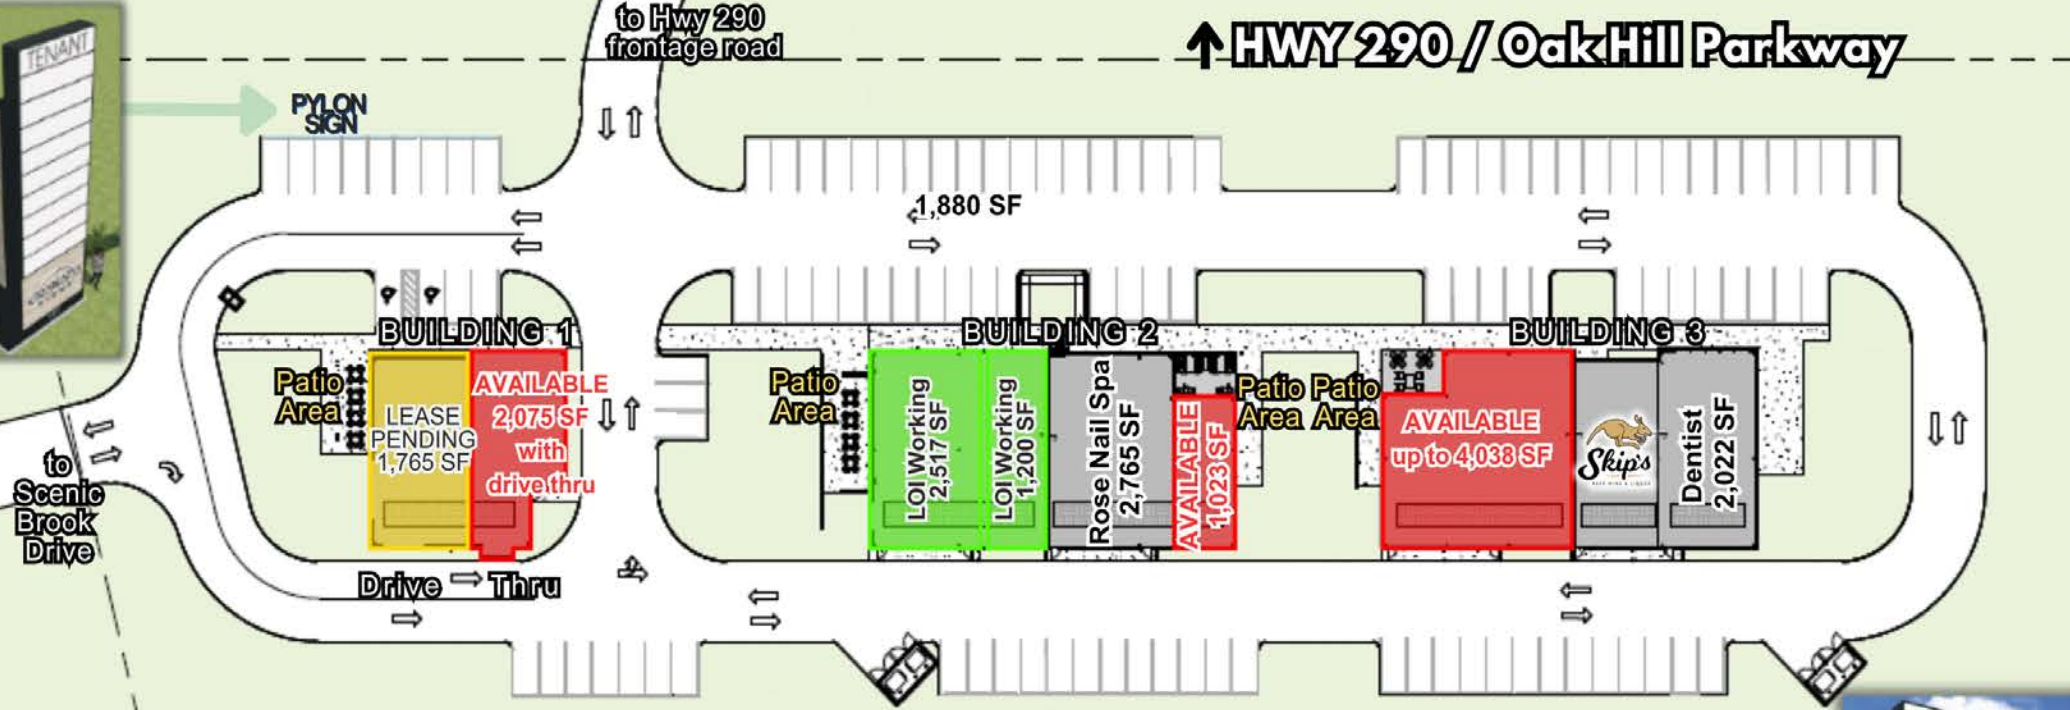 TENANT
to Hwy 290
frontage road
↑ HWY 290 / Oak Hill Parkway
PYLON
SIGN
1,880 SF
BUILDING 1
Patio
Area
LEASE
PENDING
1,765 SF
AVAILABLE
2,075 SF
with
drive thru
Drive ⇨ Thru
to
Scenic
Brook
Drive
BUILDING 2
Patio
Area
LOI Working
2,517 SF
LOI Working
1,200 SF
Rose Nail Spa
2,765 SF
AVAILABLE
1,023 SF
Patio
Area
BUILDING 3
Patio
Area
AVAILABLE
up to 4,038 SF
Skip's
Dentist
2,022 SF